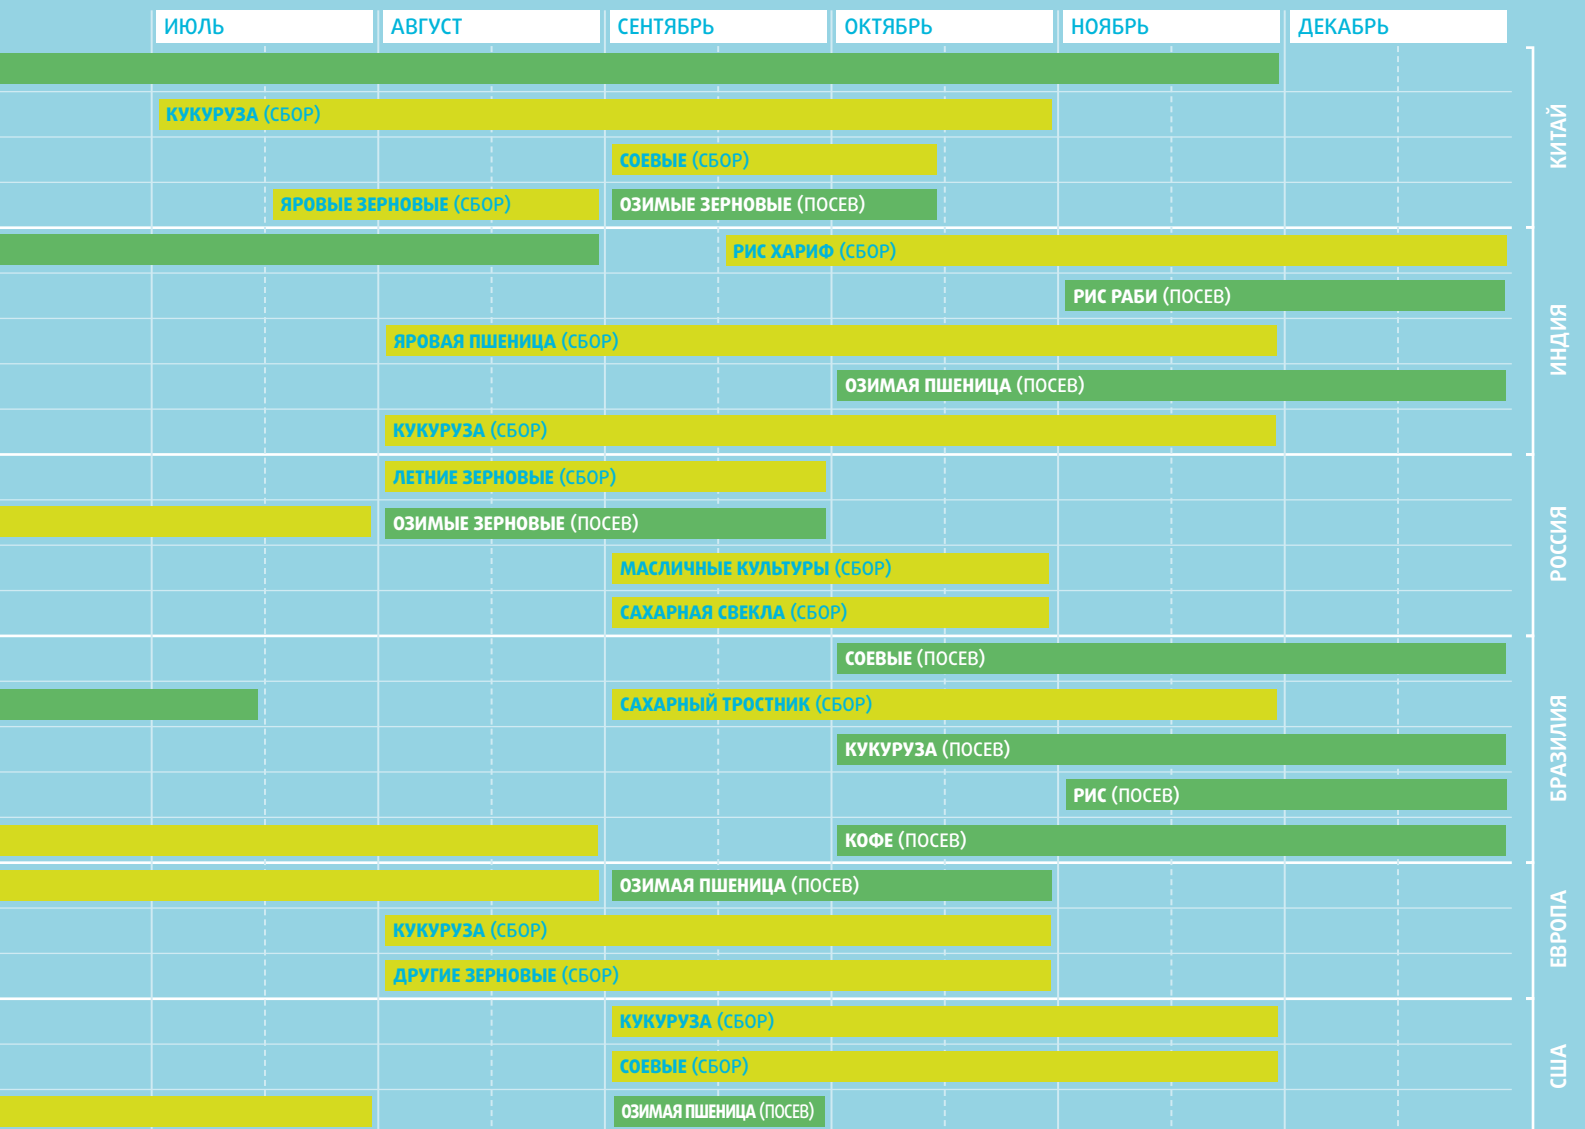 ИЮЛЬ АВГУСТ СЕНТЯБРЬ ОКТЯБРЬ НОЯБРЬ ДЕКАБРЬ
КУКУРУЗА (СБОР)
СОЕВЫЕ (СБОР)
ЯРОВЫЕ ЗЕРНОВЫЕ (СБОР) ОЗИМЫЕ ЗЕРНОВЫЕ (ПОСЕВ)
КИТАЙ
РИС ХАРИФ (СБОР)
РИС РАБИ (ПОСЕВ)
ЯРОВАЯ ПШЕНИЦА (СБОР)
ОЗИМАЯ ПШЕНИЦА (ПОСЕВ)
КУКУРУЗА (СБОР)
ИНДИЯ
ЛЕТНИЕ ЗЕРНОВЫЕ (СБОР)
ОЗИМЫЕ ЗЕРНОВЫЕ (ПОСЕВ)
МАСЛИЧНЫЕ КУЛЬТУРЫ (СБОР)
САХАРНАЯ СВЕКЛА (СБОР)
РОССИЯ
СОЕВЫЕ (ПОСЕВ)
САХАРНЫЙ ТРОСТНИК (СБОР)
КУКУРУЗА (ПОСЕВ)
РИС (ПОСЕВ)
КОФЕ (ПОСЕВ)
БРАЗИЛИЯ
ОЗИМАЯ ПШЕНИЦА (ПОСЕВ)
КУКУРУЗА (СБОР)
ДРУГИЕ ЗЕРНОВЫЕ (СБОР)
ЕВРОПА
КУКУРУЗА (СБОР)
СОЕВЫЕ (СБОР)
ОЗИМАЯ ПШЕНИЦА (ПОСЕВ)
США